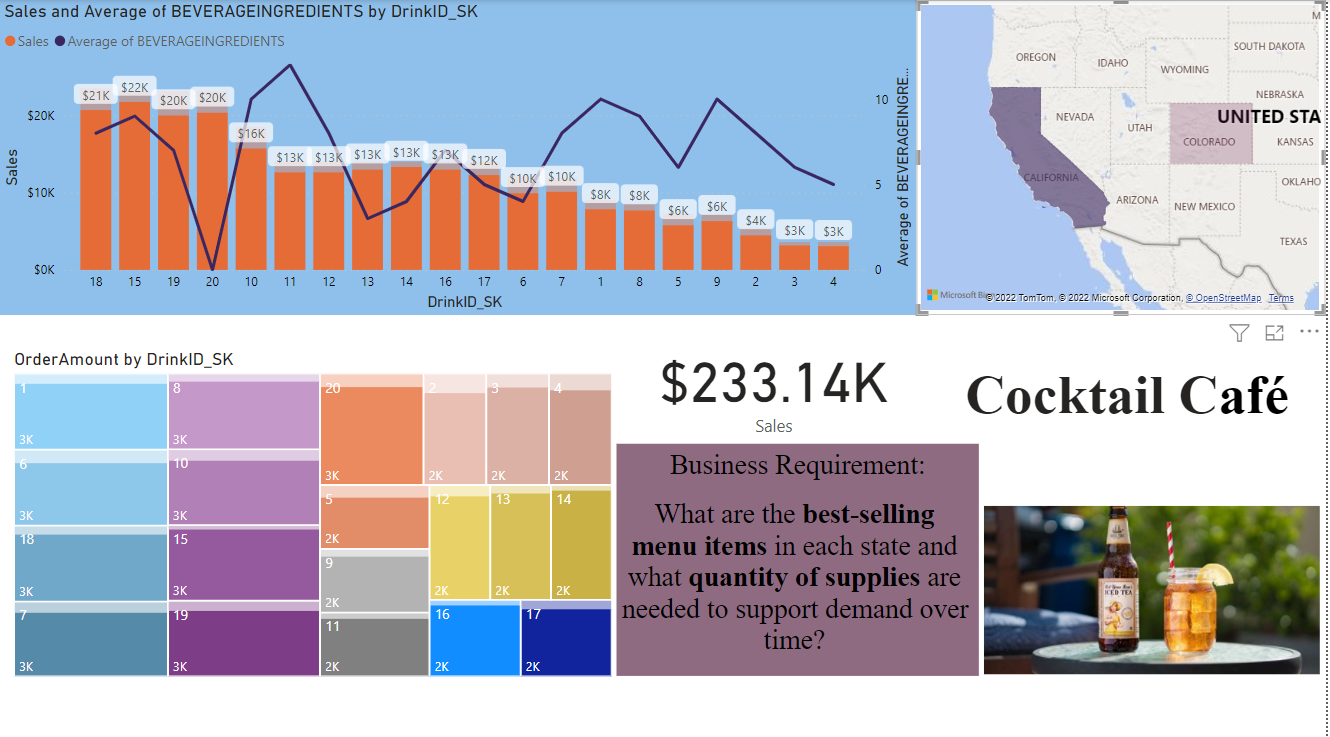 Sales and Average of BEVERAGEINGREDIENTS by DrinkID_SK
Sales Average of BEVERAGEINGREDIENTS
$21K $22K $20K $20K $16K $13K $13K $13K $13K $13K $12K $10K $10K $8K $8K $6K $6K $4K $3K $3K
$20K
$10K
$0K
Sales
10
5
0
Average of BEVERAGEINGRE...
18 15 19 20 10 11 12 13 14 16 17 6 7 1 8 5 9 2 3 4
DrinkID_SK
M
OREGON
IDAHO
SOUTH DAKOTA
WYOMING
NEBRASKA
UNITED STA
NEVADA
UTAH
COLORADO
KANSAS
CALIFORNIA
OKLAHO
ARIZONA
NEW MEXICO
TEXAS
Microsoft Bi
© 2022 TomTom, © 2022 Microsoft Corporation, © OpenStreetMap Terms
OrderAmount by DrinkID_SK
1
3K
6
3K
18
3K
7
3K
8
3K
10
3K
15
3K
19
3K
20
3K
2
2K
3
2K
4
2K
5
2K
9
2K
11
2K
12
2K
13
2K
14
2K
16
2K
17
2K
$233.14K
Sales
Business Requirement:
What are the best-selling
menu items in each state and
what quantity of supplies are
needed to support demand over
time?
Cocktail Café
ICED TEA